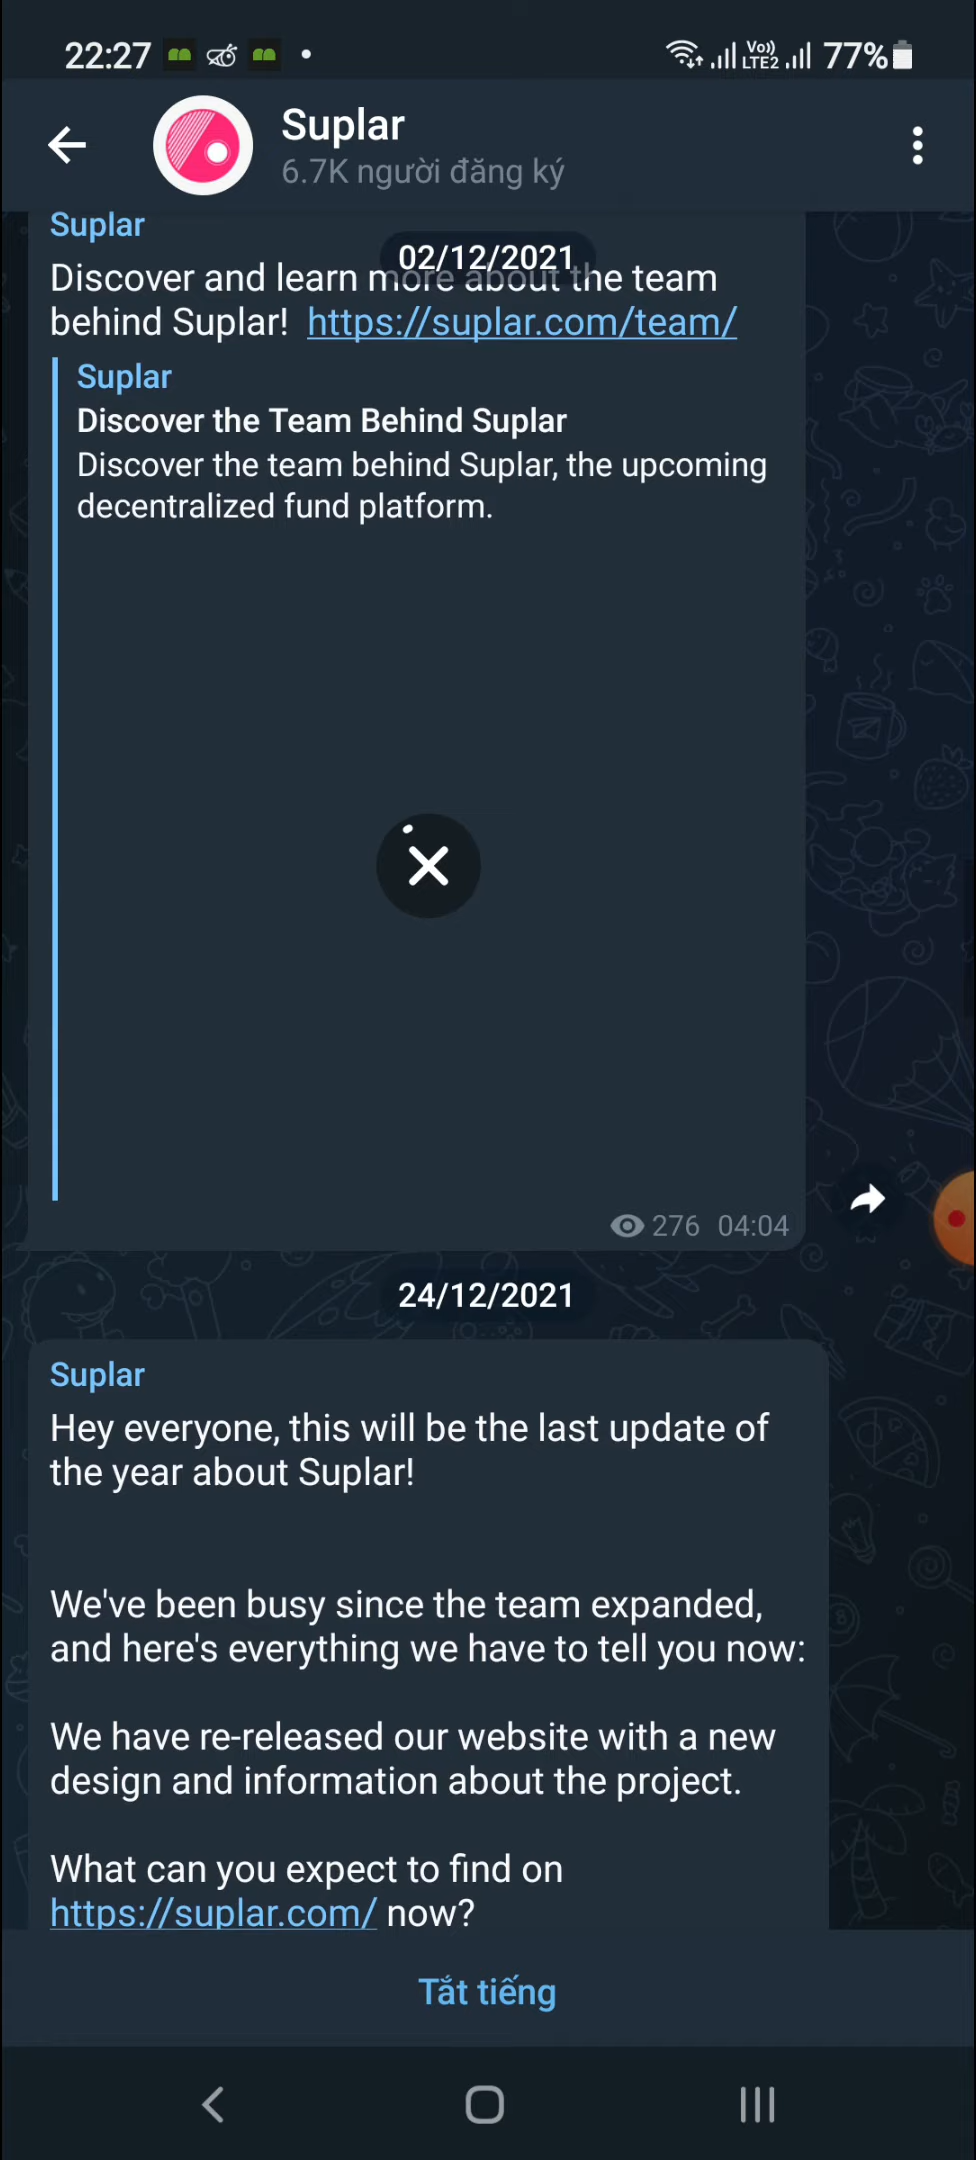 22:27
Vo))
LTE2
77%
Suplar
6.7K người đăng ký
Suplar
02/12/2021
Discover and learn more about the team
behind Suplar! https://suplar.com/team/
Suplar
Discover the Team Behind Suplar
Discover the team behind Suplar, the upcoming
decentralized fund platform.
276 04:04
24/12/2021
Suplar
Hey everyone, this will be the last update of
the year about Suplar!
We've been busy since the team expanded,
and here's everything we have to tell you now:
We have re-released our website with a new
design and information about the project.
What can you expect to find on
https://suplar.com/ now?
Tắt tiếng